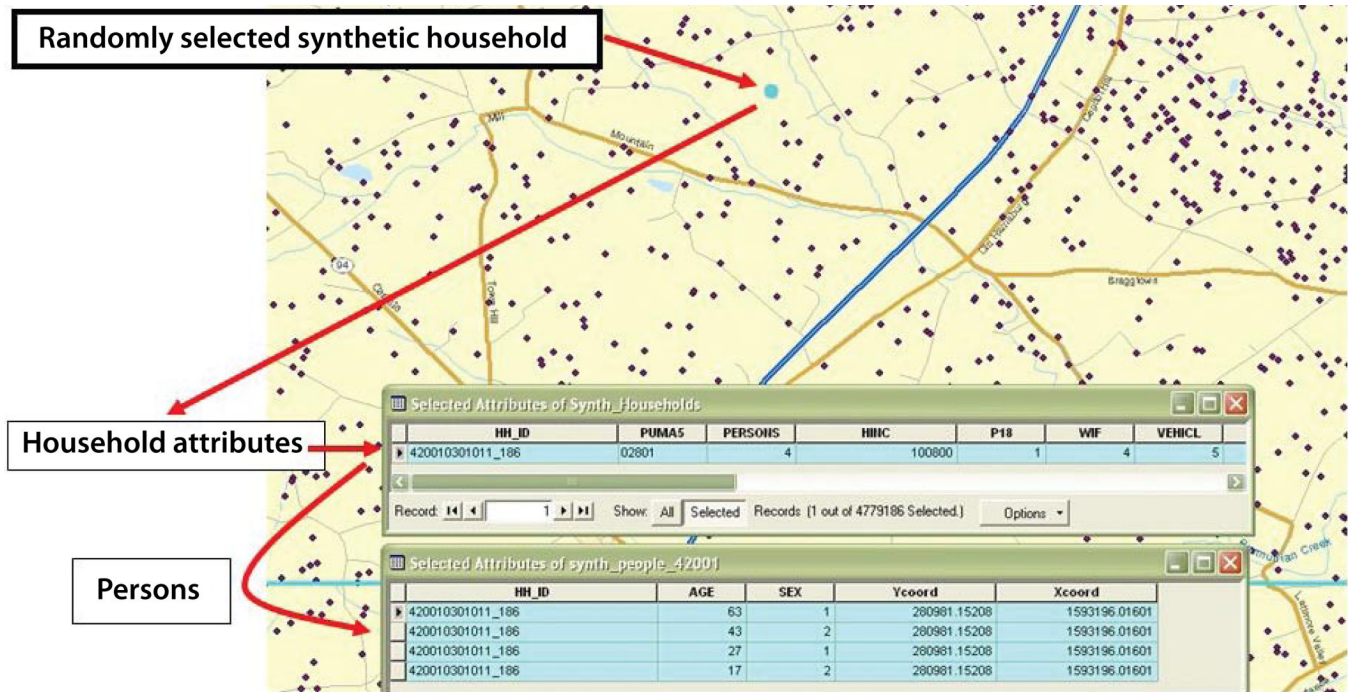 Randomly selected synthetic household
Mill
Mountain
94
Town Hill
Bragg town
Selected Attributes of Synth_Households
HH_ID PUMA5 PERSONS HINC P18 WIF VEHICL
420010301011_186 02801 4 100800 1 4 5
Record: 1 Show: All Selected Records (1 out of 4779186 Selected.) Options
Household attributes
Selected Attributes of synth_people_42001
HH_ID AGE SEX Ycoord Xcoord
420010301011_186 63 1 280981.15208 1593196.01601
420010301011_186 43 2 280981.15208 1593196.01601
420010301011_186 27 1 280981.15208 1593196.01601
420010301011_186 17 2 280981.15208 1593196.01601
Persons
Creek
Latimore Valley